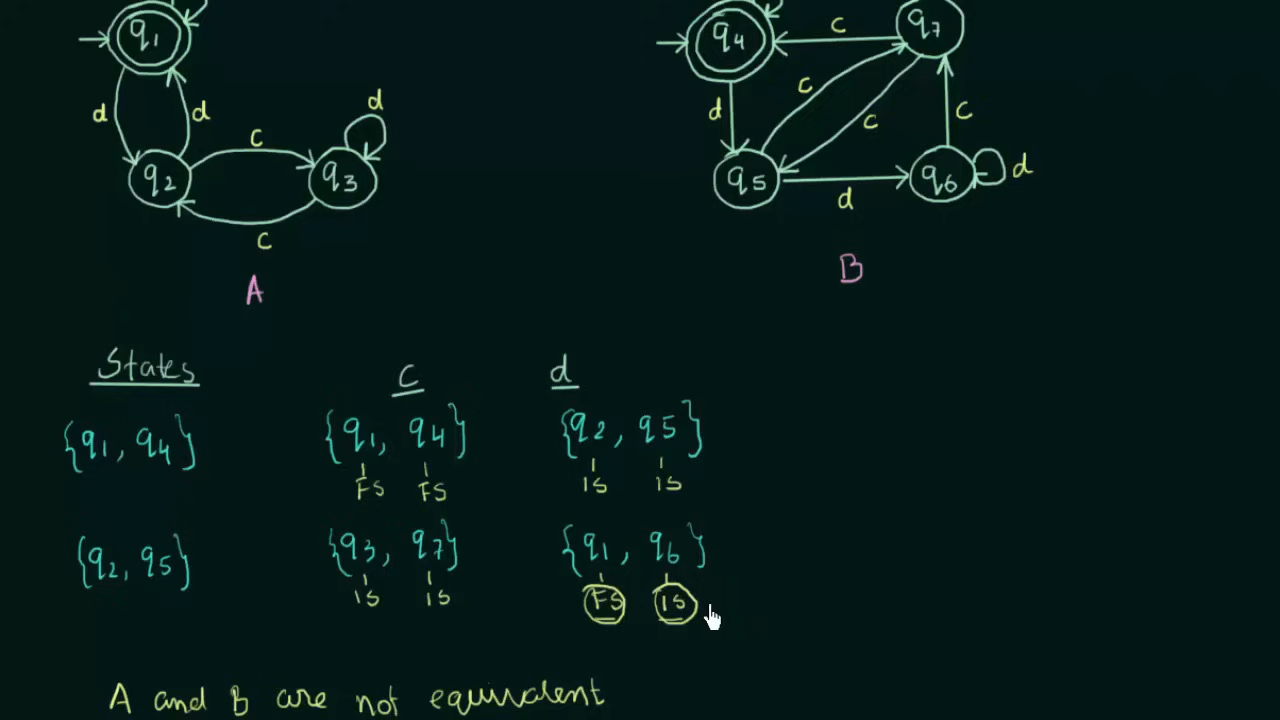 q1 q4 q7
c
d d d c c c
c d
q2 q3 q5 q6 d
d
c
A B
States c d
{q1, q4} {q1, q4} {q2, q5}
FS FS IS IS
{q2, q5} {q3, q7} {q1, q6}
IS IS FS IS
A and B are not equivalent